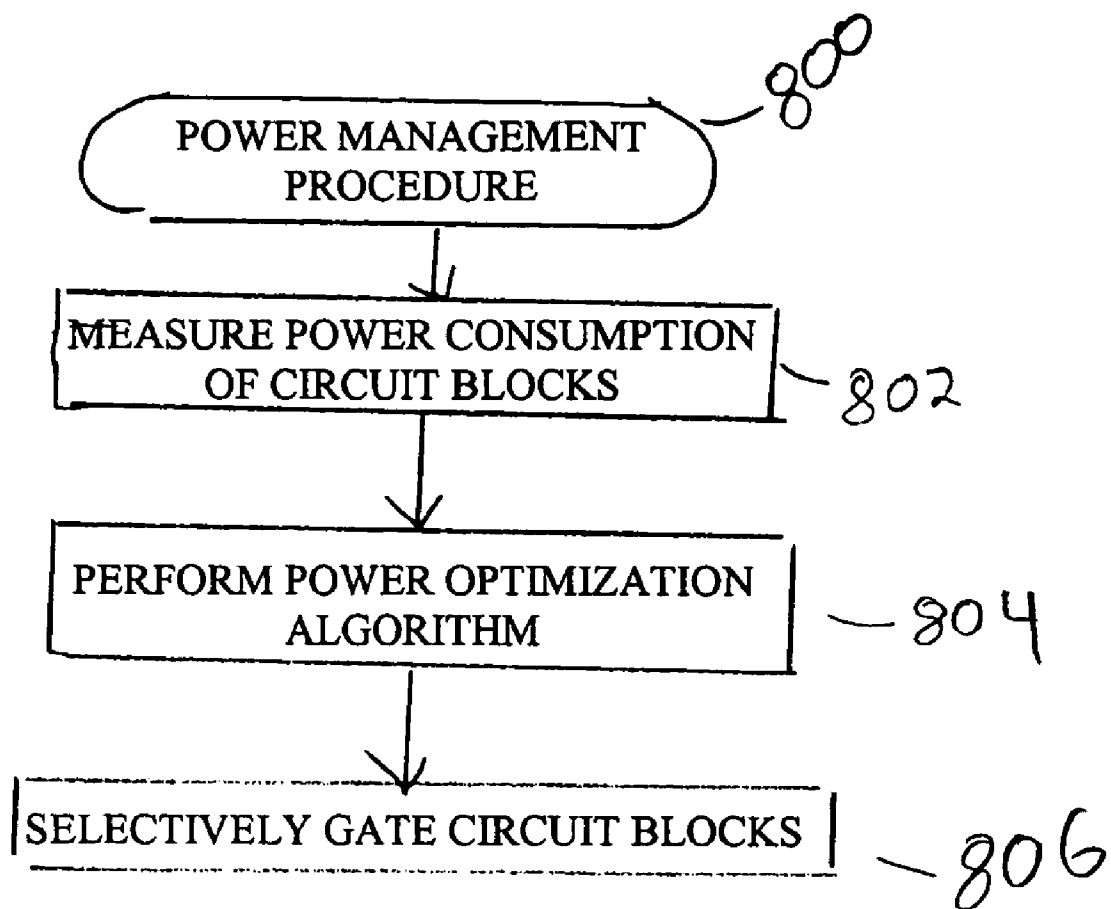 800
POWER MANAGEMENT
PROCEDURE
MEASURE POWER CONSUMPTION
OF CIRCUIT BLOCKS
802
PERFORM POWER OPTIMIZATION
ALGORITHM
804
SELECTIVELY GATE CIRCUIT BLOCKS
806